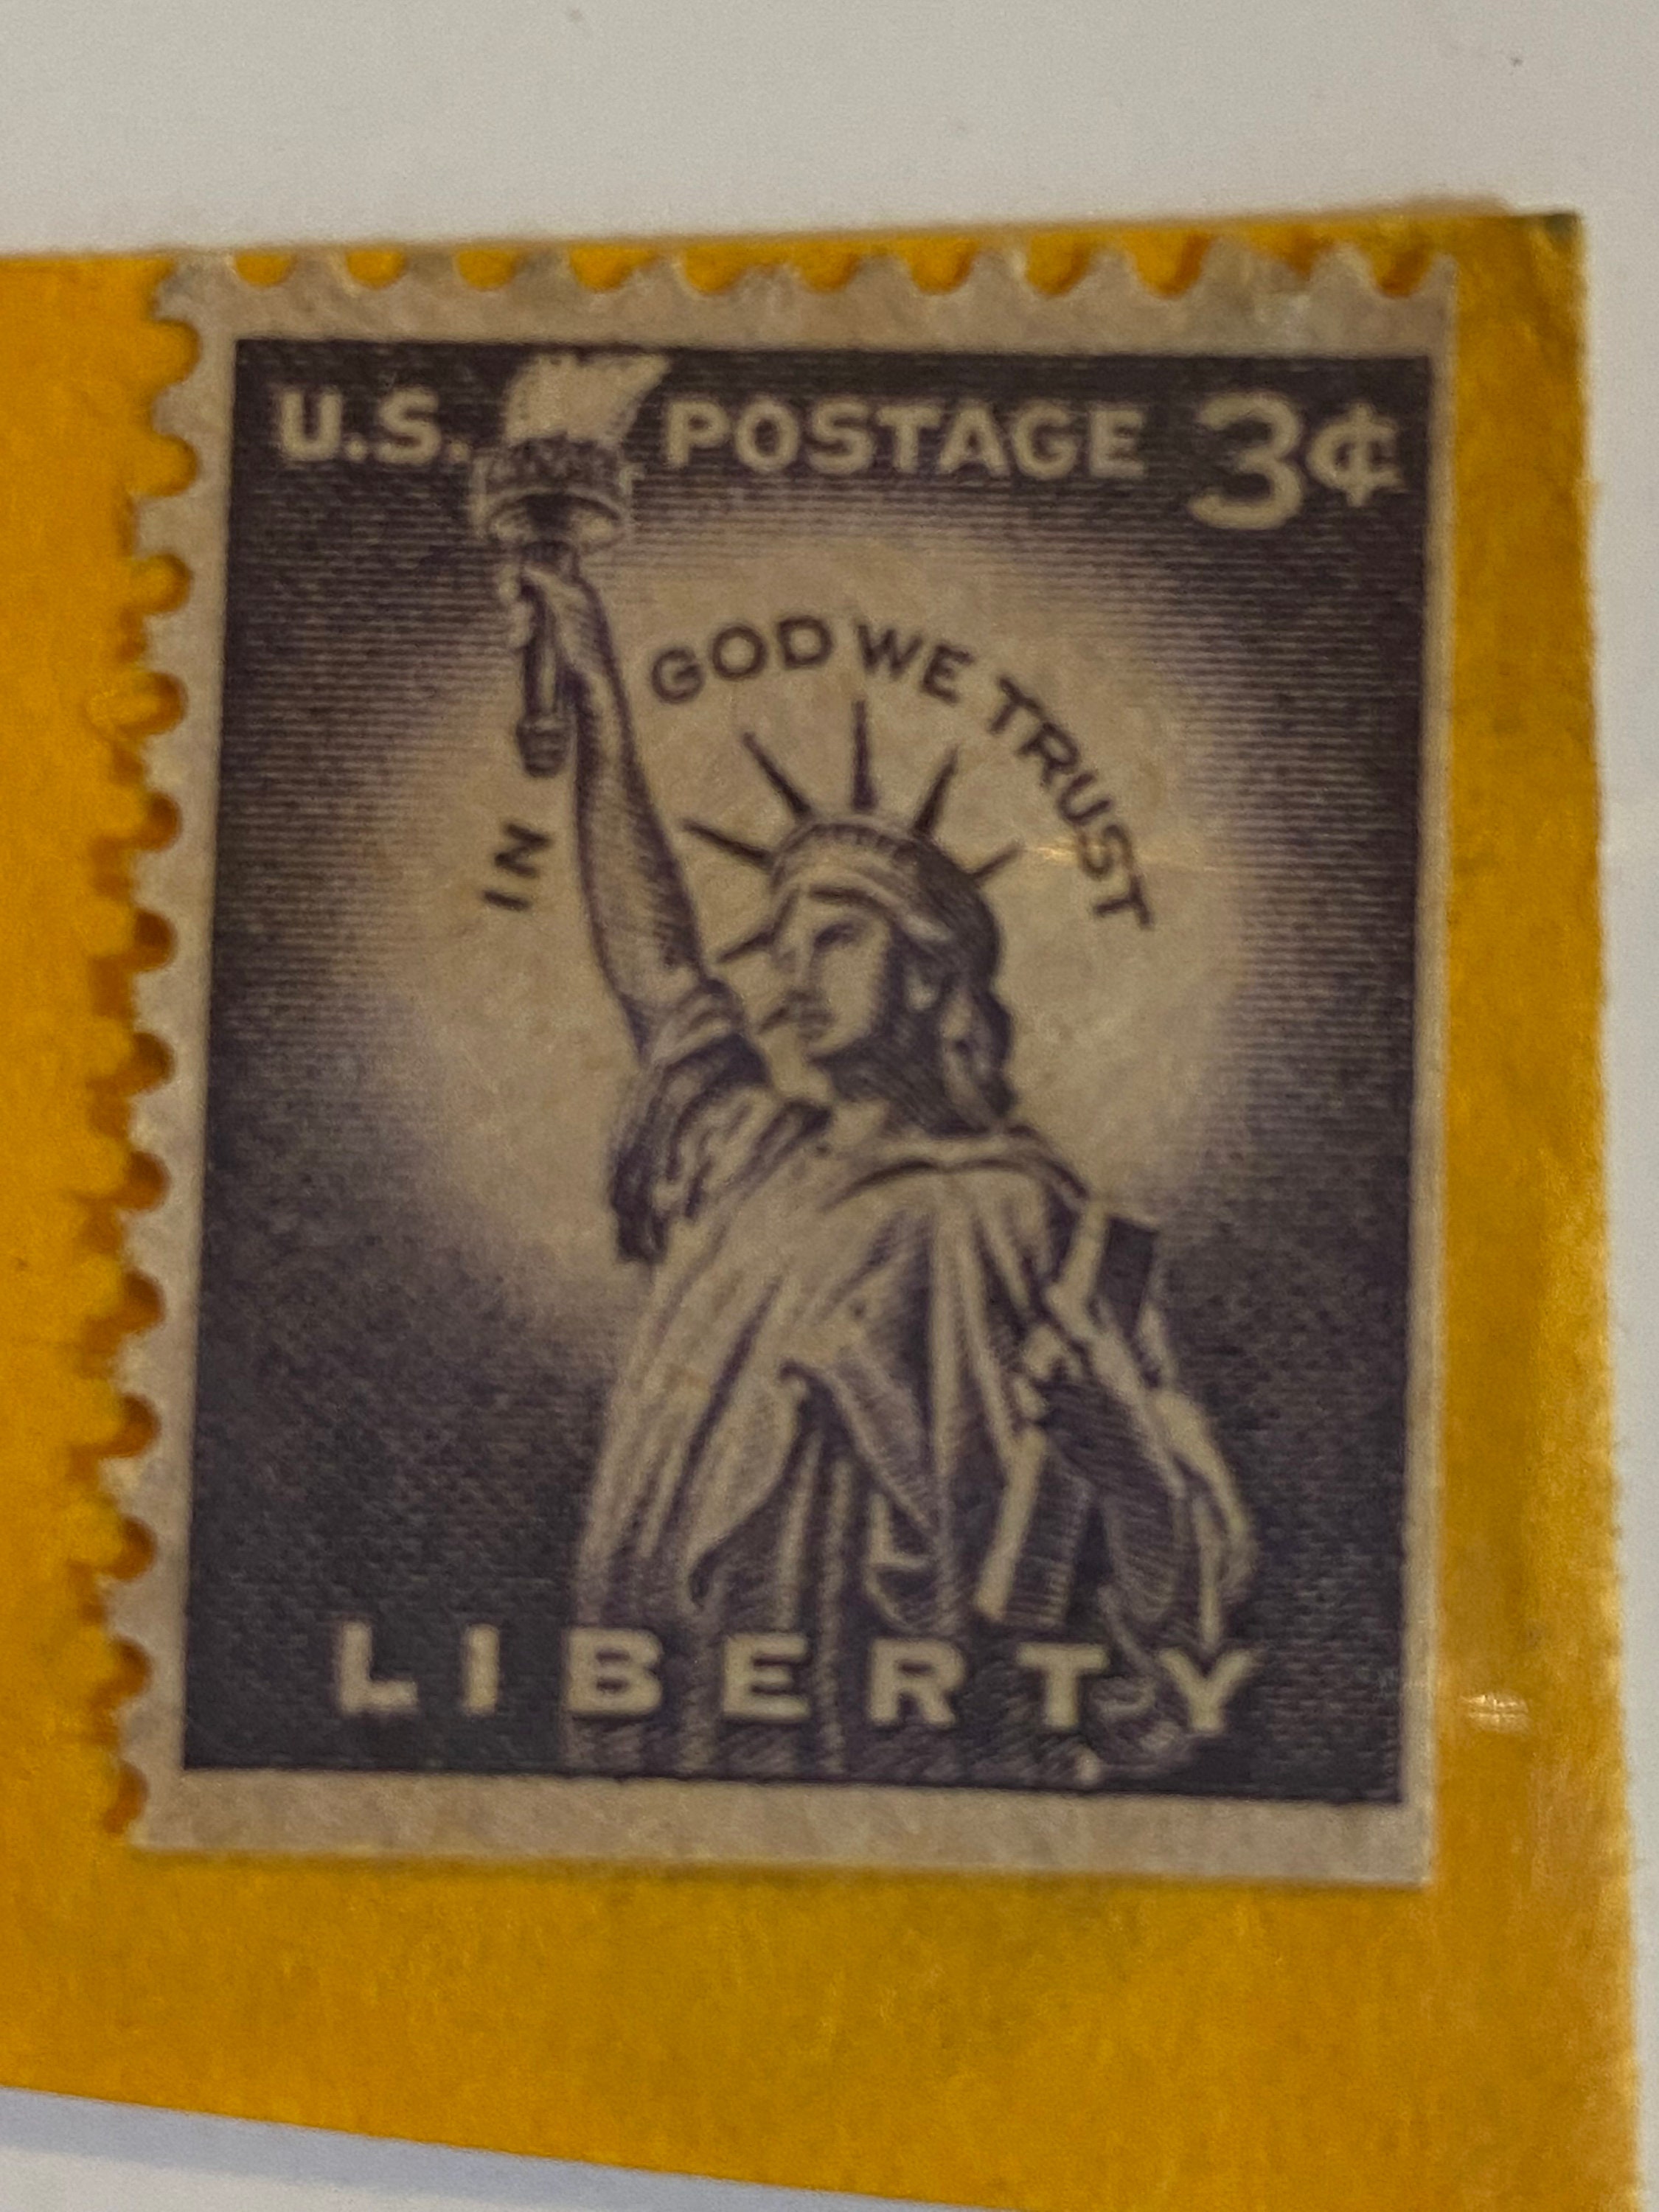 U.S. POSTAGE 3¢
IN GOD WE TRUST
LIBERTY